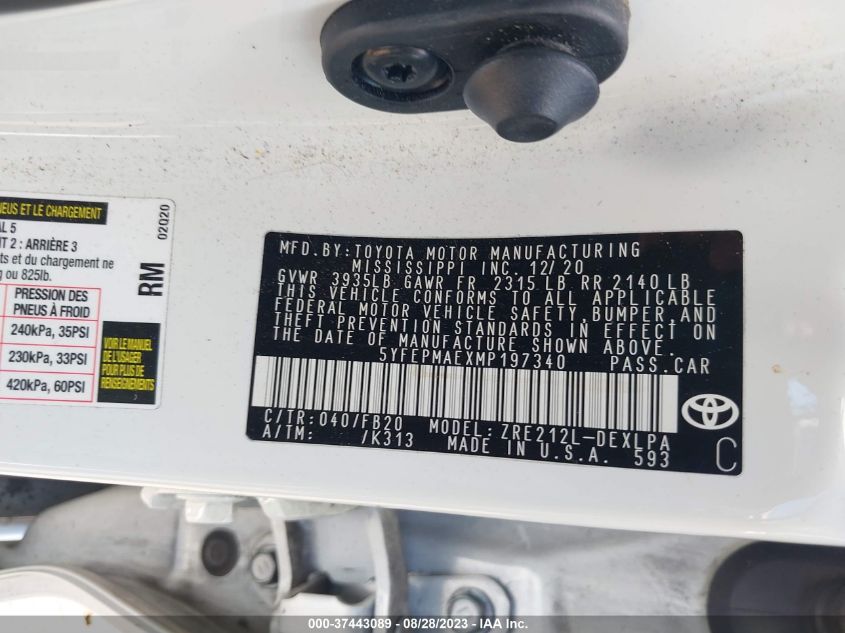 NEUS ET LE CHARGEMENT
AL 5
T 2 : ARRIÈRE 3
ts et du chargement ne
g ou 825lb.
PRESSION DES
PNEUS À FROID
240kPa, 35PSI
230kPa, 33PSI
420kPa, 60PSI
VOIR LE MANUEL
DE L'USAGER
POUR PLUS DE
RENSEIGNEMENTS
02020
RM
MFD. BY: TOYOTA MOTOR MANUFACTURING
MISSISSIPPI INC. 12/20
GVWR 3935LB GAWR FR 2315 LB RR 2140 LB
THIS VEHICLE CONFORMS TO ALL APPLICABLE
FEDERAL MOTOR VEHICLE SAFETY, BUMPER, AND
THEFT PREVENTION STANDARDS IN EFFECT ON
THE DATE OF MANUFACTURE SHOWN ABOVE.
5YFEPMAEXMP197340 PASS.CAR
C/TR: 040/FB20 MODEL: ZRE212L-DEXLPA
A/TM: /K313 MADE IN U.S.A. 593
C
000-37443089 - 08/28/2023 - IAA Inc.